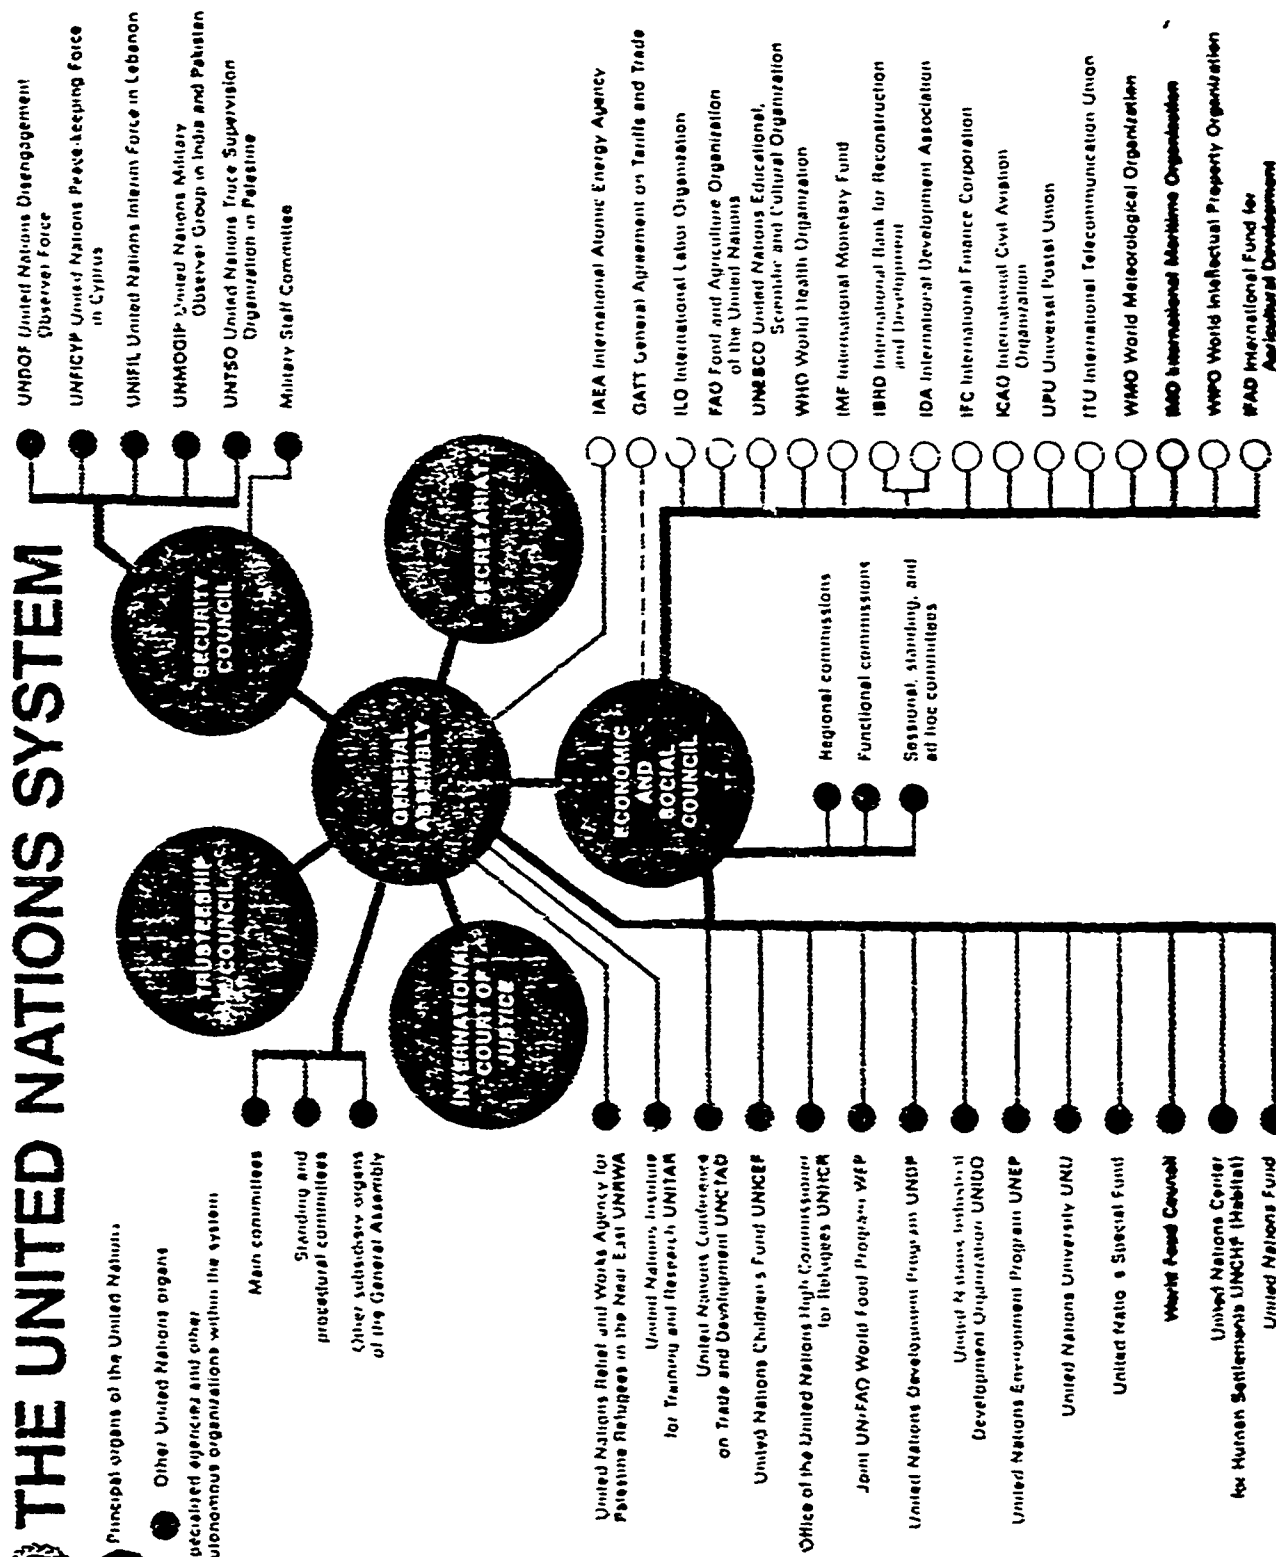 THE UNITED NATIONS SYSTEM
Principal organs of the United Nations
Other United Nations organs
pecialized agencies and other
utonomous organizations within the system
TRUSTEESHIP
COUNCIL
SECURITY
COUNCIL
GENERAL
ASSEMBLY
INTERNATIONAL
COURT OF
JUSTICE
SECRETARIAT
ECONOMIC
AND
SOCIAL
COUNCIL
UNDOF United Nations Disengagement
Observer Force
UNFICYP United Nations Peace-keeping Force
in Cyprus
UNIFIL United Nations Interim Force in Lebanon
UNMOGIP United Nations Military
Observer Group in India and Pakistan
UNTSO United Nations Truce Supervision
Organization in Palestine
Military Staff Committee
Main committees
Standing and
procedural committees
Other subsidiary organs
of the General Assembly
United Nations Relief and Works Agency for
Palestine Refugees in the Near East UNRWA
United Nations Institute
for Training and Research UNITAR
United Nations Conference
on Trade and Development UNCTAD
United Nations Children's Fund UNICEF
Office of the United Nations High Commissioner
for Refugees UNHCR
Joint UN/FAO World Food Program WFP
United Nations Development Program UNDP
United Nations Industrial
Development Organization UNIDO
United Nations Environment Program UNEP
United Nations University UNU
United Nations Special Fund
World Food Council
United Nations Center
for Human Settlements UNCHS (Habitat)
United Nations Fund
Regional commissions
Functional commissions
Sessional, standing, and
ad hoc committees
IAEA International Atomic Energy Agency
GATT General Agreement on Tariffs and Trade
ILO International Labor Organization
FAO Food and Agriculture Organization
of the United Nations
UNESCO United Nations Educational,
Scientific and Cultural Organization
WHO World Health Organization
IMF International Monetary Fund
IBRD International Bank for Reconstruction
and Development
IDA International Development Association
IFC International Finance Corporation
ICAO International Civil Aviation
Organization
UPU Universal Postal Union
ITU International Telecommunication Union
WMO World Meteorological Organization
IMO International Maritime Organization
WIPO World Intellectual Property Organization
IFAD International Fund for
Agricultural Development